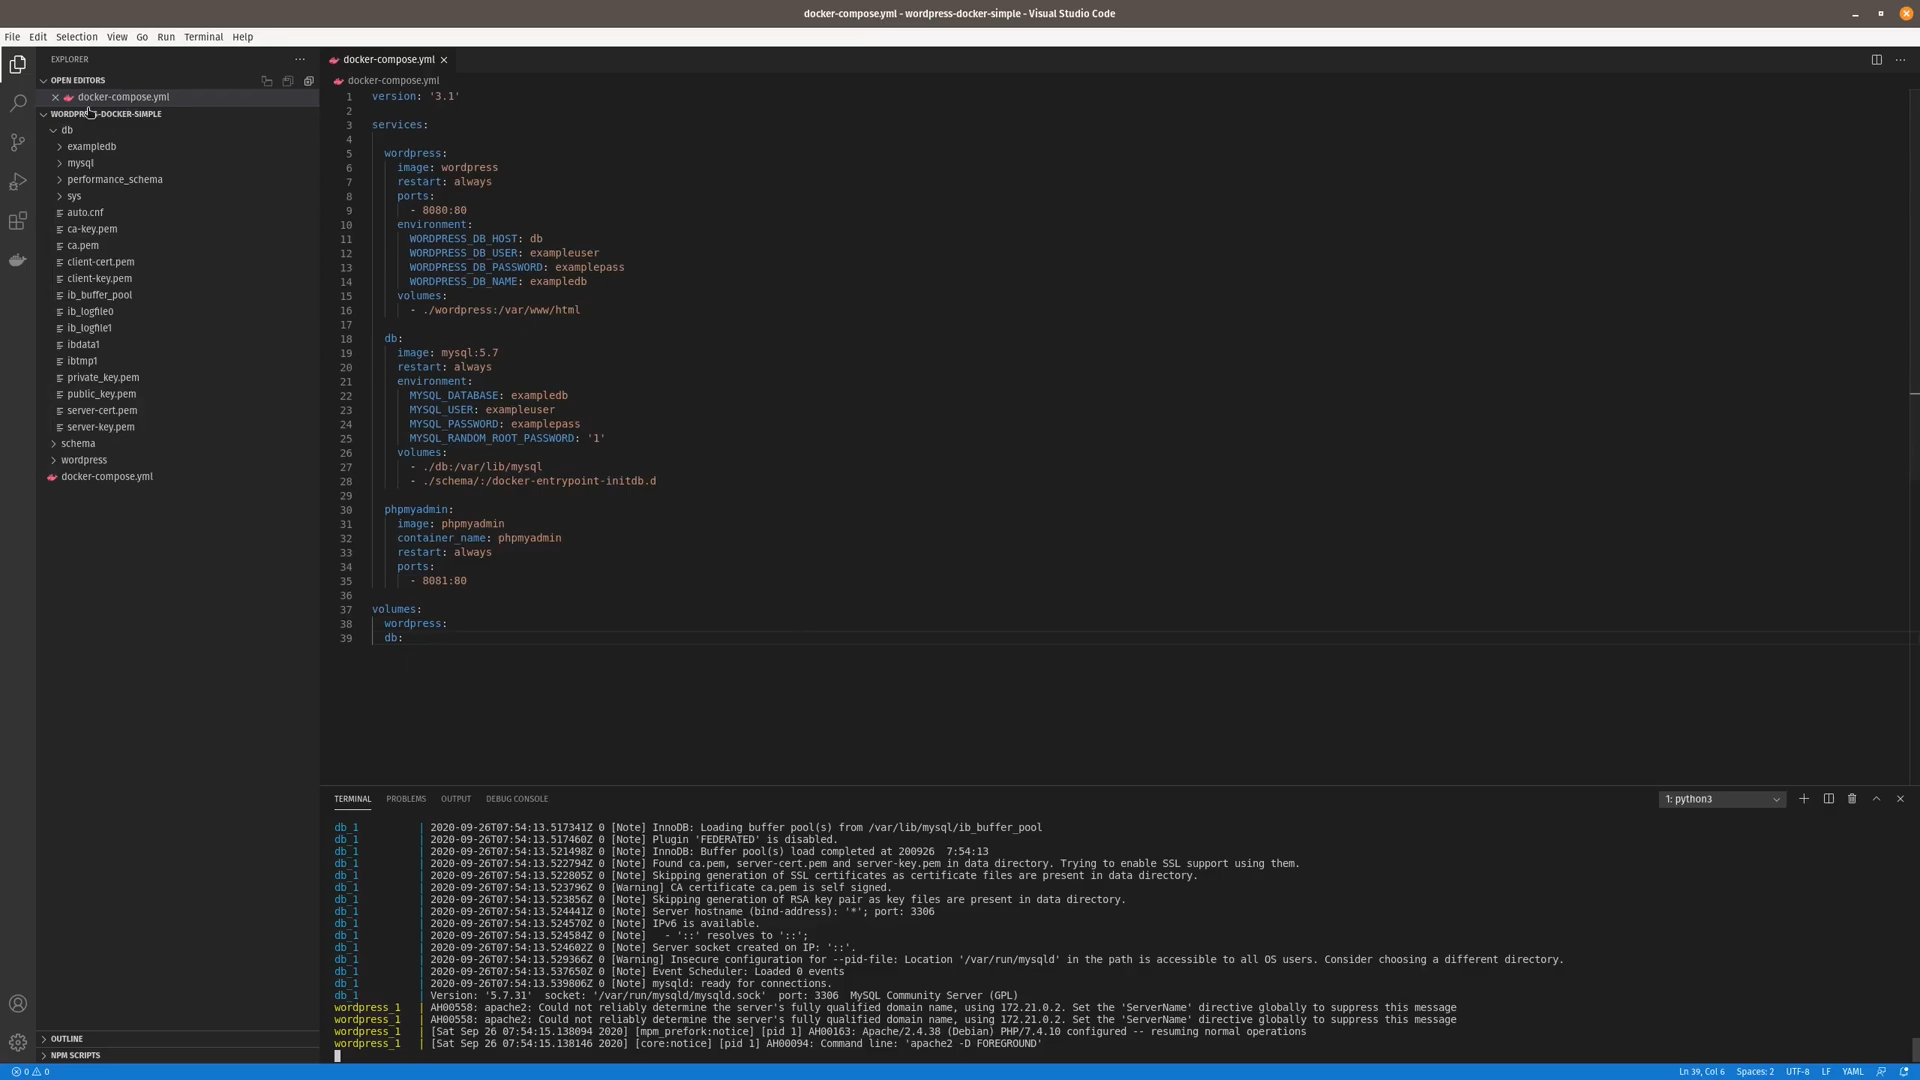 docker-compose.yml - wordpress-docker-simple - Visual Studio Code
File Edit Selection View Go Run Terminal Help
EXPLORER
OPEN EDITORS
docker-compose.yml
WORDPRESS-DOCKER-SIMPLE
db
exampledb
mysql
performance_schema
sys
auto.cnf
ca-key.pem
ca.pem
client-cert.pem
client-key.pem
ib_buffer_pool
ib_logfile0
ib_logfile1
ibdata1
ibtmp1
private_key.pem
public_key.pem
server-cert.pem
server-key.pem
schema
wordpress
docker-compose.yml
OUTLINE
NPM SCRIPTS
docker-compose.yml
docker-compose.yml
1 version: '3.1'
2
3 services:
4
5 wordpress:
6 image: wordpress
7 restart: always
8 ports:
9 - 8080:80
10 environment:
11 WORDPRESS_DB_HOST: db
12 WORDPRESS_DB_USER: exampleuser
13 WORDPRESS_DB_PASSWORD: examplepass
14 WORDPRESS_DB_NAME: exampledb
15 volumes:
16 - ./wordpress:/var/www/html
17
18 db:
19 image: mysql:5.7
20 restart: always
21 environment:
22 MYSQL_DATABASE: exampledb
23 MYSQL_USER: exampleuser
24 MYSQL_PASSWORD: examplepass
25 MYSQL_RANDOM_ROOT_PASSWORD: '1'
26 volumes:
27 - ./db:/var/lib/mysql
28 - ./schema/:/docker-entrypoint-initdb.d
29
30 phpmyadmin:
31 image: phpmyadmin
32 container_name: phpmyadmin
33 restart: always
34 ports:
35 - 8081:80
36
37 volumes:
38 wordpress:
39 db:
TERMINAL PROBLEMS OUTPUT DEBUG CONSOLE 1: python3
db_1 | 2020-09-26T07:54:13.517341Z 0 [Note] InnoDB: Loading buffer pool(s) from /var/lib/mysql/ib_buffer_pool
db_1 | 2020-09-26T07:54:13.517460Z 0 [Note] Plugin 'FEDERATED' is disabled.
db_1 | 2020-09-26T07:54:13.521498Z 0 [Note] InnoDB: Buffer pool(s) load completed at 200926  7:54:13
db_1 | 2020-09-26T07:54:13.522794Z 0 [Note] Found ca.pem, server-cert.pem and server-key.pem in data directory. Trying to enable SSL support using them.
db_1 | 2020-09-26T07:54:13.522805Z 0 [Note] Skipping generation of SSL certificates as certificate files are present in data directory.
db_1 | 2020-09-26T07:54:13.523796Z 0 [Warning] CA certificate ca.pem is self signed.
db_1 | 2020-09-26T07:54:13.523856Z 0 [Note] Skipping generation of RSA key pair as key files are present in data directory.
db_1 | 2020-09-26T07:54:13.524441Z 0 [Note] Server hostname (bind-address): '*'; port: 3306
db_1 | 2020-09-26T07:54:13.524570Z 0 [Note] IPv6 is available.
db_1 | 2020-09-26T07:54:13.524584Z 0 [Note]   - '::' resolves to '::';
db_1 | 2020-09-26T07:54:13.524602Z 0 [Note] Server socket created on IP: '::'.
db_1 | 2020-09-26T07:54:13.529366Z 0 [Warning] Insecure configuration for --pid-file: Location '/var/run/mysqld' in the path is accessible to all OS users. Consider choosing a different directory.
db_1 | 2020-09-26T07:54:13.537650Z 0 [Note] Event Scheduler: Loaded 0 events
db_1 | 2020-09-26T07:54:13.539806Z 0 [Note] mysqld: ready for connections.
db_1 | Version: '5.7.31'  socket: '/var/run/mysqld/mysqld.sock'  port: 3306  MySQL Community Server (GPL)
wordpress_1 | AH00558: apache2: Could not reliably determine the server's fully qualified domain name, using 172.21.0.2. Set the 'ServerName' directive globally to suppress this message
wordpress_1 | AH00558: apache2: Could not reliably determine the server's fully qualified domain name, using 172.21.0.2. Set the 'ServerName' directive globally to suppress this message
wordpress_1 | [Sat Sep 26 07:54:15.138094 2020] [mpm_prefork:notice] [pid 1] AH00163: Apache/2.4.38 (Debian) PHP/7.4.10 configured -- resuming normal operations
wordpress_1 | [Sat Sep 26 07:54:15.138146 2020] [core:notice] [pid 1] AH00094: Command line: 'apache2 -D FOREGROUND'
0 0 Ln 39, Col 6 Spaces: 2 UTF-8 LF YAML